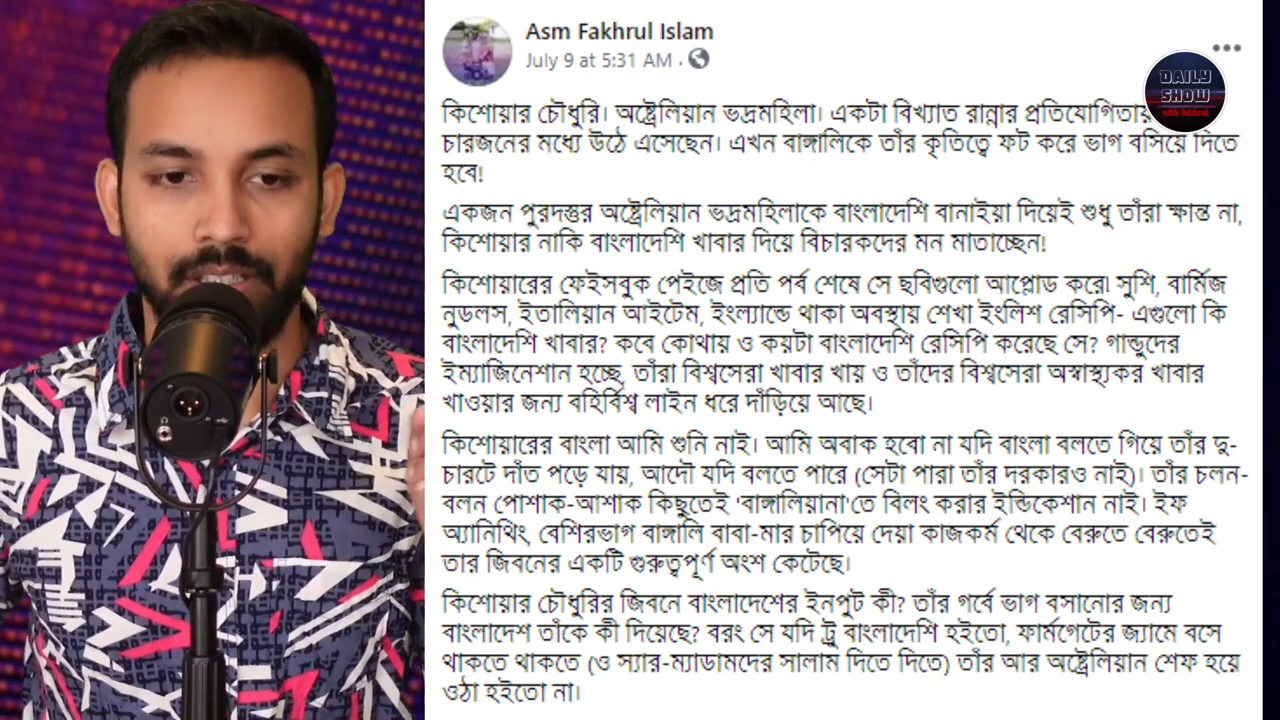 Asm Fakhrul Islam
July 9 at 5:31 AM ·
DAILY
SHOW
কিশোয়ার চৌধুরি। অষ্ট্রেলিয়ান ভদ্রমহিলা। একটা বিখ্যাত রান্নার প্রতিযোগিতার
চারজনের মধ্যে উঠে এসেছেন। এখন বাঙ্গালিকে তাঁর কৃতিত্বে ফট করে ভাগ বসিয়ে দিতে
হবে!
একজন পুরদস্তুর অষ্ট্রেলিয়ান ভদ্রমহিলাকে বাংলাদেশি বানাইয়া দিয়েই শুধু তাঁরা ক্ষান্ত না,
কিশোয়ার নাকি বাংলাদেশি খাবার দিয়ে বিচারকদের মন মাতাচ্ছেন!
কিশোয়ারের ফেইসবুক পেইজে প্রতি পর্ব শেষে সে ছবিগুলো আপ্লোড করে। সুশি, বার্মিজ
নুডলস, ইতালিয়ান আইটেম, ইংল্যান্ডে থাকা অবস্থায় শেখা ইংলিশ রেসিপি- এগুলো কি
বাংলাদেশি খাবার? কবে কোথায় ও কয়টা বাংলাদেশি রেসিপি করেছে সে? গান্ডুদের
ইম্যাজিনেশান হচ্ছে, তাঁরা বিশ্বসেরা খাবার খায় ও তাঁদের বিশ্বসেরা অস্বাস্থ্যকর খাবার
খাওয়ার জন্য বহির্বিশ্ব লাইন ধরে দাঁড়িয়ে আছে।
কিশোয়ারের বাংলা আমি শুনি নাই। আমি অবাক হবো না যদি বাংলা বলতে গিয়ে তাঁর দু-
চারটে দাঁত পড়ে যায়, আদৌ যদি বলতে পারে (সেটা পারা তাঁর দরকারও নাই)। তাঁর চলন-
বলন পোশাক-আশাক কিছুতেই 'বাঙ্গালিয়ানা'তে বিলং করার ইন্ডিকেশান নাই। ইফ
অ্যানিথিং, বেশিরভাগ বাঙ্গালি বাবা-মার চাপিয়ে দেয়া কাজকর্ম থেকে বেরুতে বেরুতেই
তার জিবনের একটি গুরুত্বপূর্ণ অংশ কেটেছে।
কিশোয়ার চৌধুরির জিবনে বাংলাদেশের ইনপুট কী? তাঁর গর্বে ভাগ বসানোর জন্য
বাংলাদেশ তাঁকে কী দিয়েছে? বরং সে যদি ট্রু বাংলাদেশি হইতো, ফার্মগেটের জ্যামে বসে
থাকতে থাকতে (ও স্যার-ম্যাডামদের সালাম দিতে দিতে) তাঁর আর অষ্ট্রেলিয়ান শেফ হয়ে
ওঠা হইতো না।